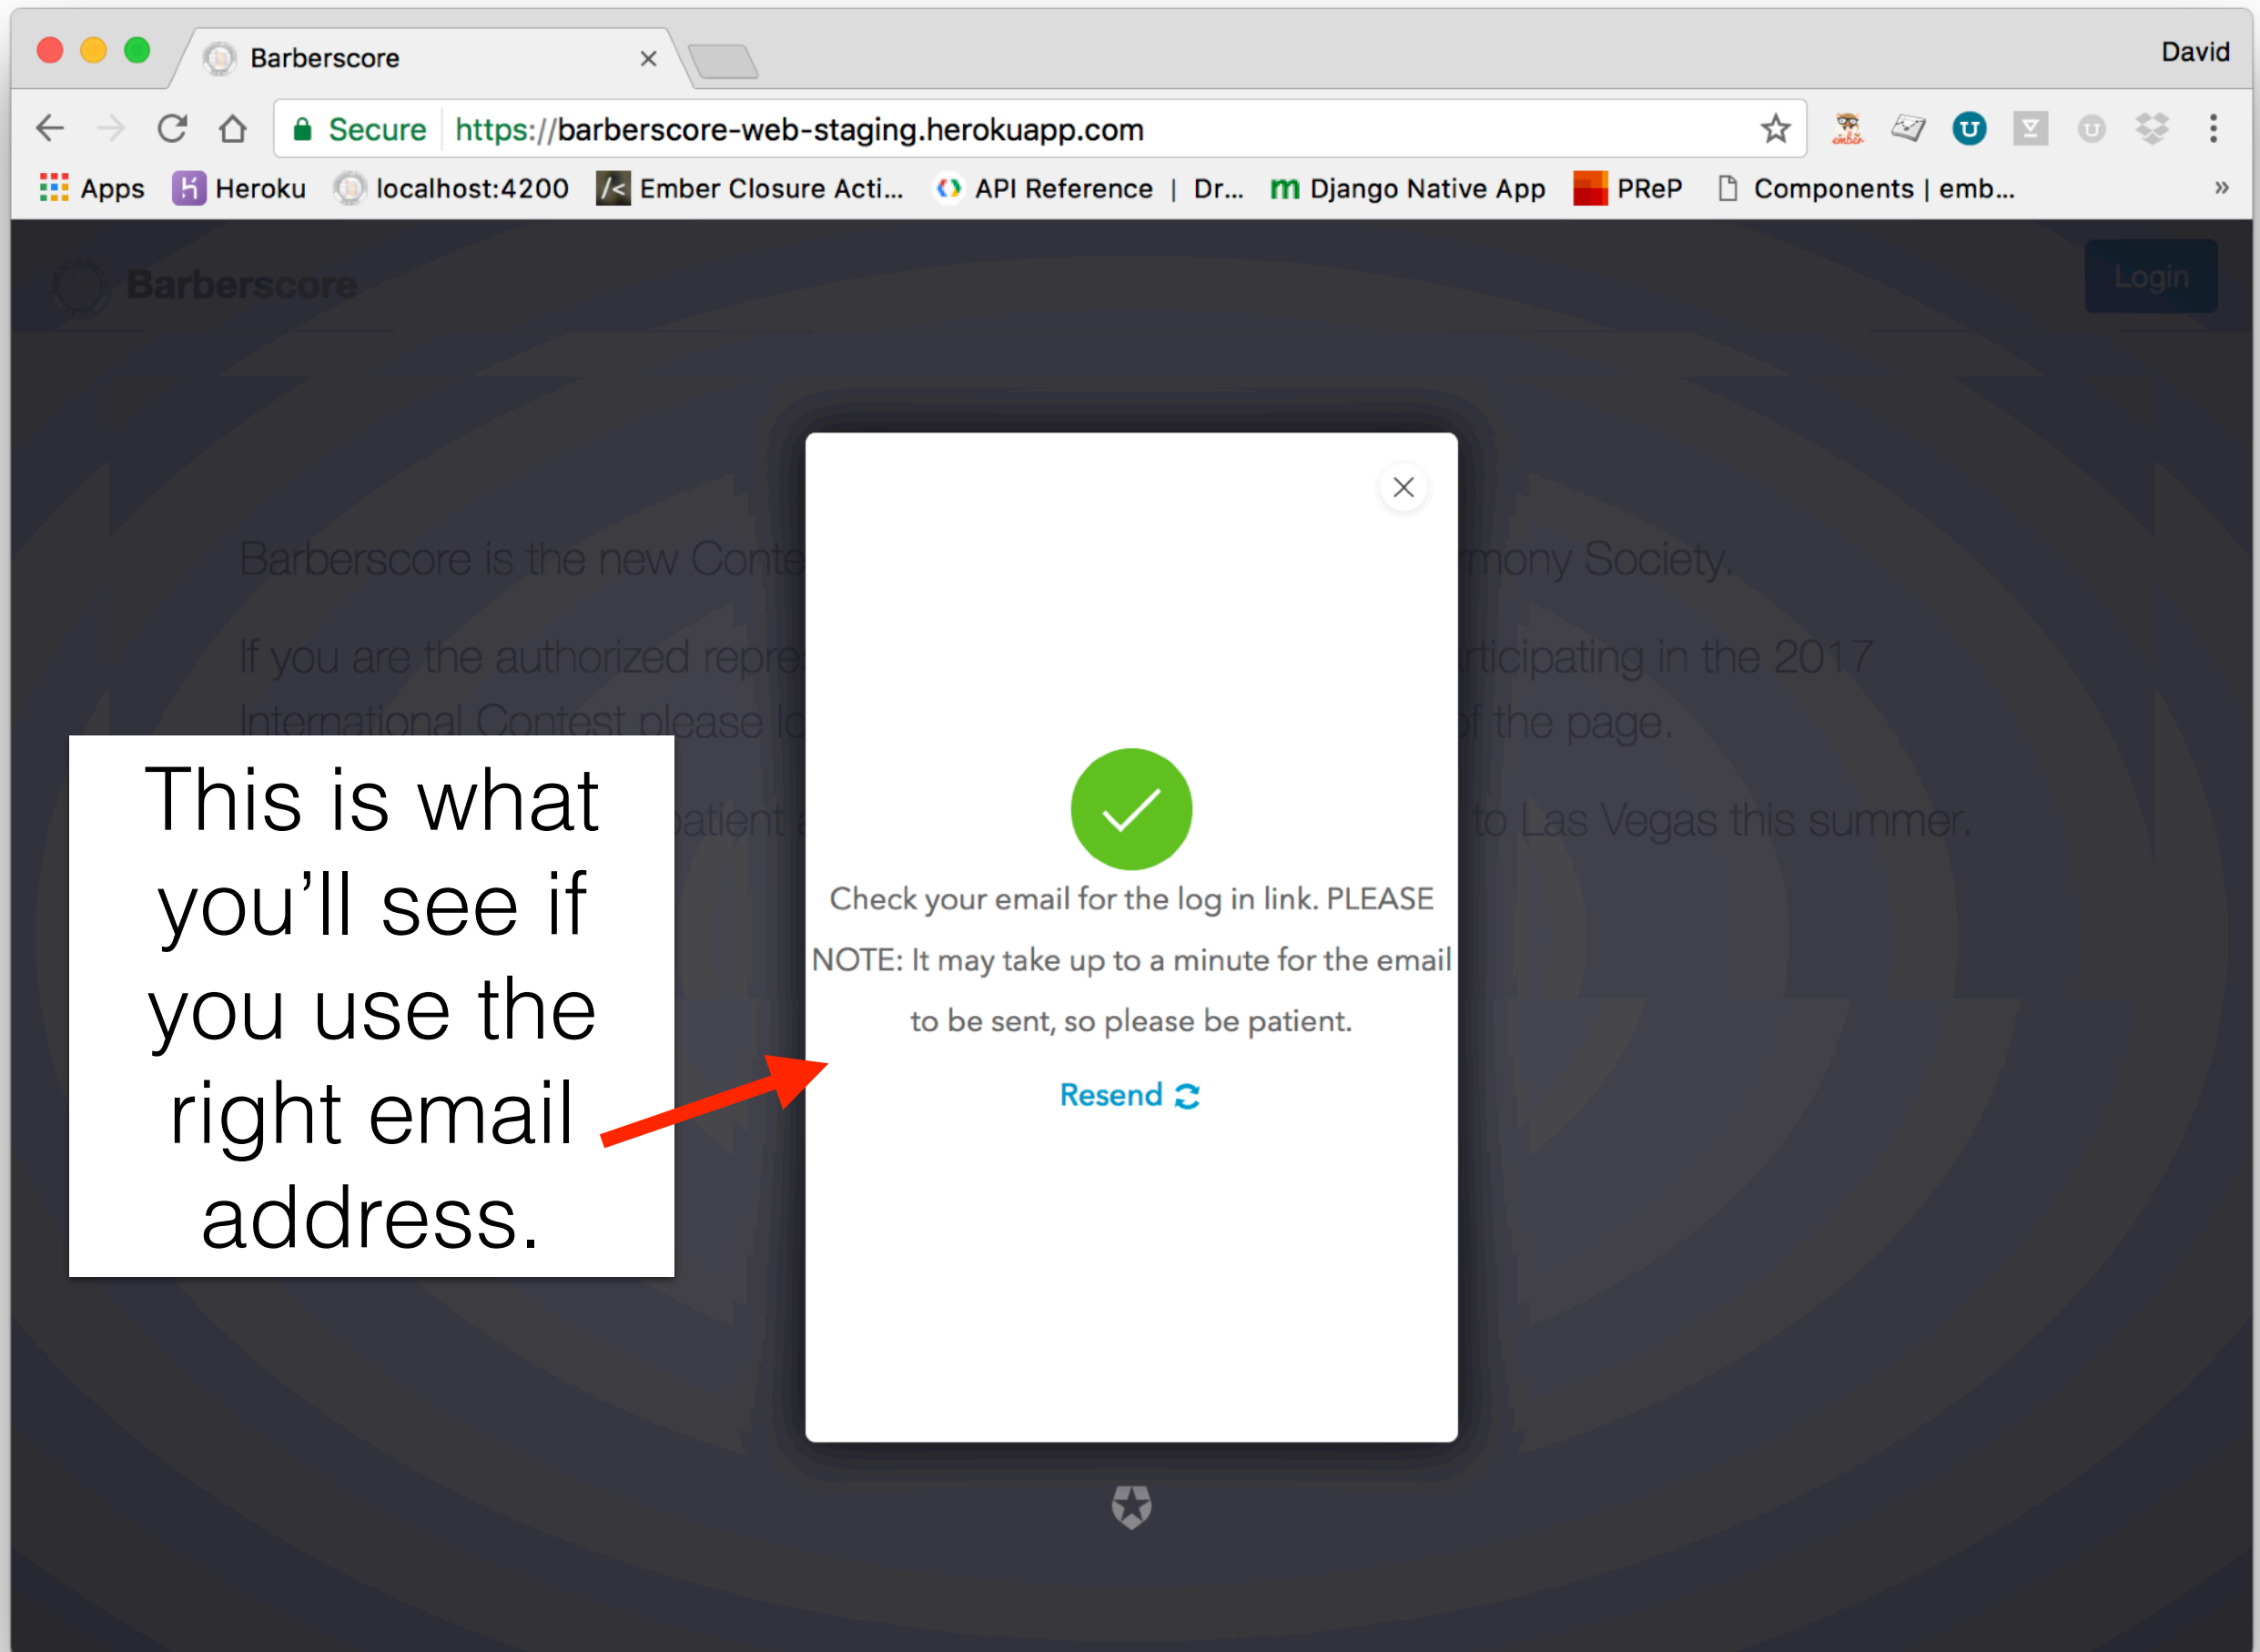 Barberscore
David
Secure https://barberscore-web-staging.herokuapp.com
Apps Heroku localhost:4200 Ember Closure Acti... API Reference | Dr... Django Native App PReP Components | emb... »
Barberscore
Login
Barberscore is the new Conte mony Society.
If you are the authorized repre rticipating in the 2017
International Contest please lo of the page.
patient a to Las Vegas this summer.
This is what
you’ll see if
you use the
right email
address.
Check your email for the log in link. PLEASE
NOTE: It may take up to a minute for the email
to be sent, so please be patient.
Resend